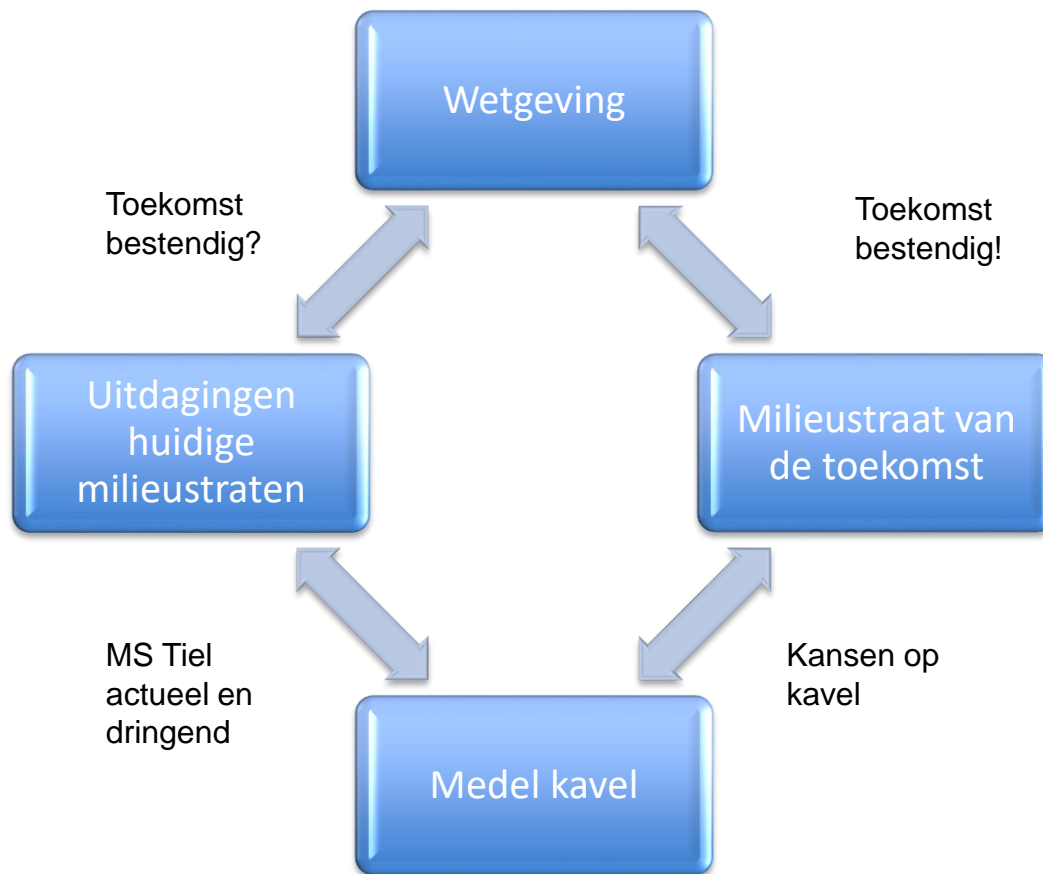 Wetgeving
Toekomst
bestendig?
Toekomst
bestendig!
Uitdagingen
huidige
milieustraten
Milieustraat van
de toekomst
MS Tiel
actueel en
dringend
Kansen op
kavel
Medel kavel